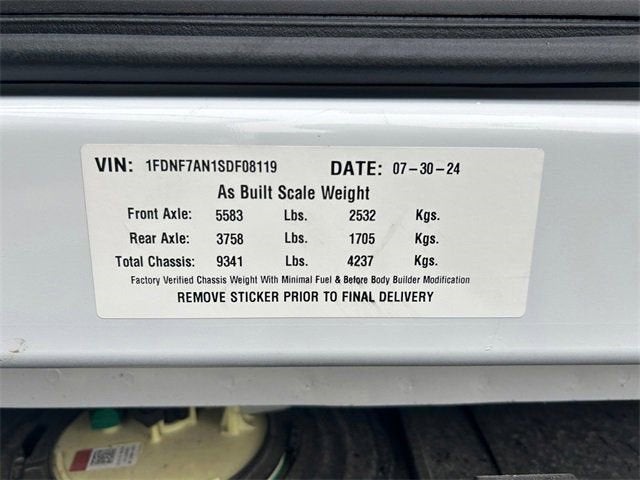 VIN: 1FDNF7AN1SDF08119 DATE: 07-30-24
As Built Scale Weight
Front Axle: 5583 Lbs. 2532 Kgs.
Rear Axle: 3758 Lbs. 1705 Kgs.
Total Chassis: 9341 Lbs. 4237 Kgs.
Factory Verified Chassis Weight With Minimal Fuel & Before Body Builder Modification
REMOVE STICKER PRIOR TO FINAL DELIVERY